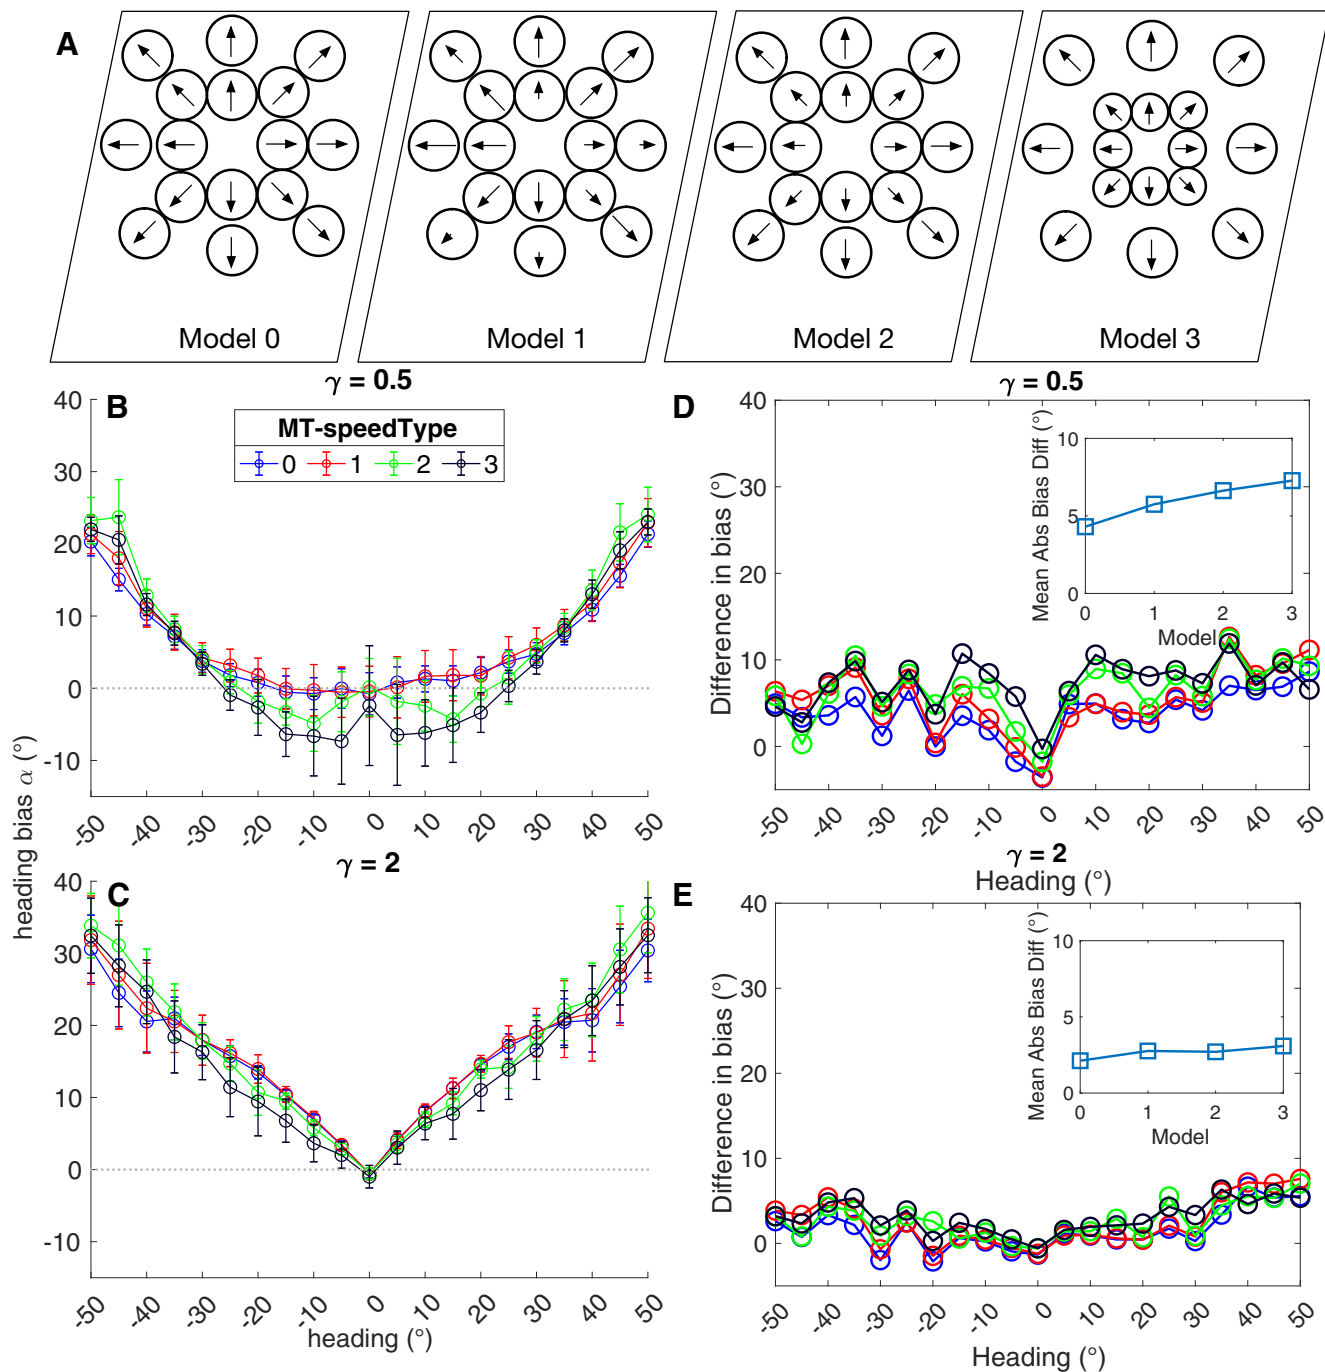 A
Model 0
Model 1
Model 2
Model 3
γ = 0.5
B
40
30
20
10
0
-10
MT-speedType
0 1 2 3
-50 -40 -30 -20 -10 0 10 20 30 40 50
heading bias α (°)
γ = 2
C
40
30
20
10
0
-10
-50 -40 -30 -20 -10 0 10 20 30 40 50
heading (°)
γ = 0.5
D
40
30
20
10
0
Difference in bias (°)
Mean Abs Bias Diff (°)
10
5
0
0 1 2 3
Model
-50 -40 -30 -20 -10 0 10 20 30 40 50
Heading (°)
γ = 2
E
40
30
20
10
0
Difference in bias (°)
Mean Abs Bias Diff (°)
10
5
0
0 1 2 3
Model
-50 -40 -30 -20 -10 0 10 20 30 40 50
Heading (°)